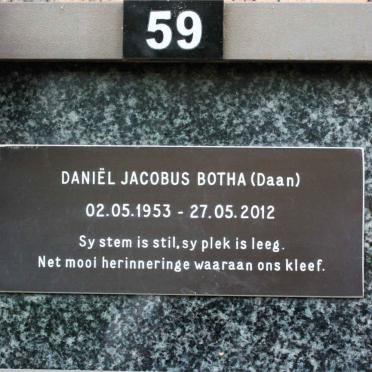 59
DANIËL JACOBUS BOTHA (Daan)
02.05.1953 - 27.05.2012
Sy stem is stil, sy plek is leeg.
Net mooi herinneringe waaraan ons kleef.